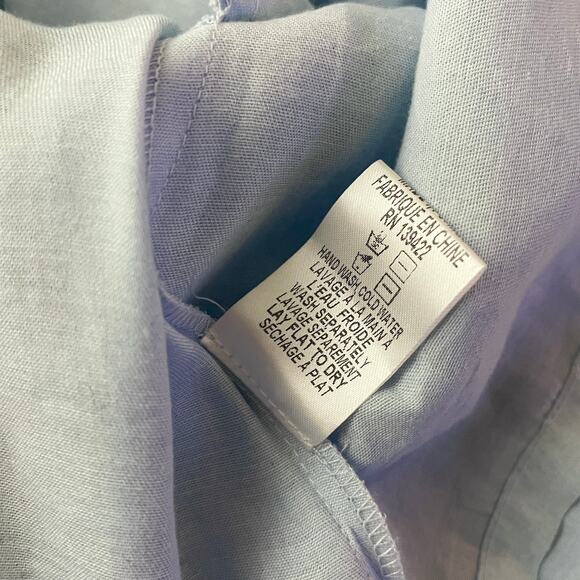 FABRIQUE EN CHINE
RN 139422
HAND WASH COLD WATER
LAVAGE A LA MAIN À
L'EAU FROIDE
WASH SEPARATELY
LAVAGE SEPAREMENT
LAY FLAT TO DRY
SECHAGE A PLAT